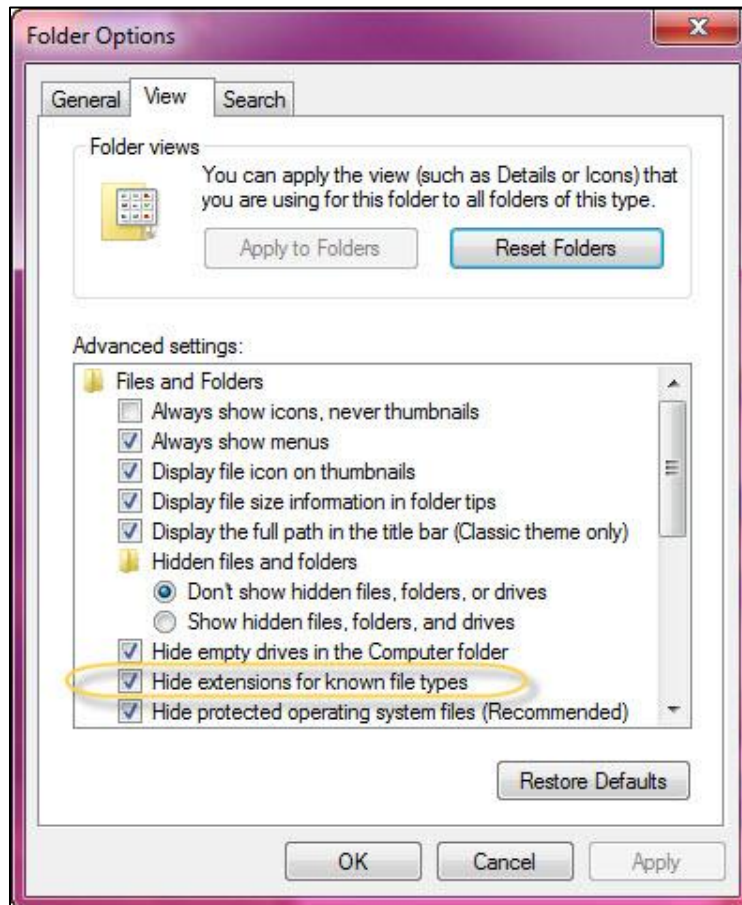 Folder Options
General
View
Search
Folder views
You can apply the view (such as Details or Icons) that
you are using for this folder to all folders of this type.
Apply to Folders
Reset Folders
Advanced settings:
Files and Folders
Always show icons, never thumbnails
Always show menus
Display file icon on thumbnails
Display file size information in folder tips
Display the full path in the title bar (Classic theme only)
Hidden files and folders
Don't show hidden files, folders, or drives
Show hidden files, folders, and drives
Hide empty drives in the Computer folder
Hide extensions for known file types
Hide protected operating system files (Recommended)
Restore Defaults
OK
Cancel
Apply